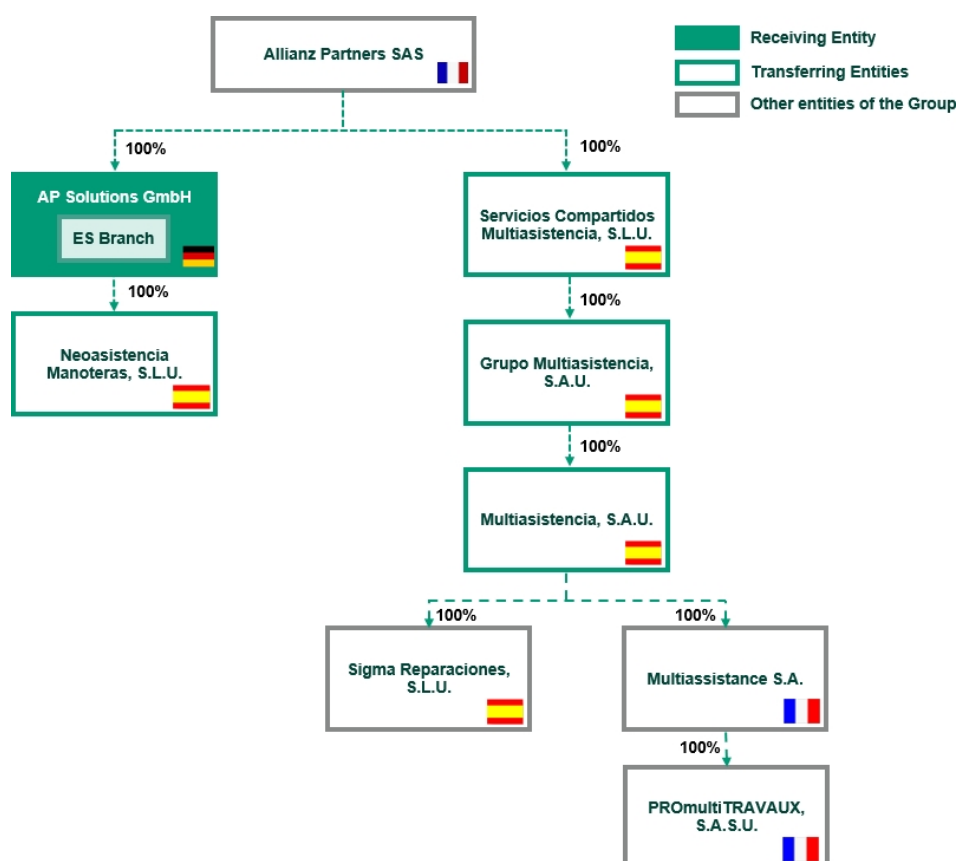 Allianz Partners SAS
Receiving Entity
Transferring Entities
Other entities of the Group
100%
100%
AP Solutions GmbH
ES Branch
Servicios Compartidos
Multiasistencia, S.L.U.
100%
100%
Neoasistencia
Manoteras, S.L.U.
Grupo Multiasistencia,
S.A.U.
100%
Multiasistencia, S.A.U.
100%
100%
Sigma Reparaciones,
S.L.U.
Multiassistance S.A.
100%
PROmultiTRAVAUX,
S.A.S.U.